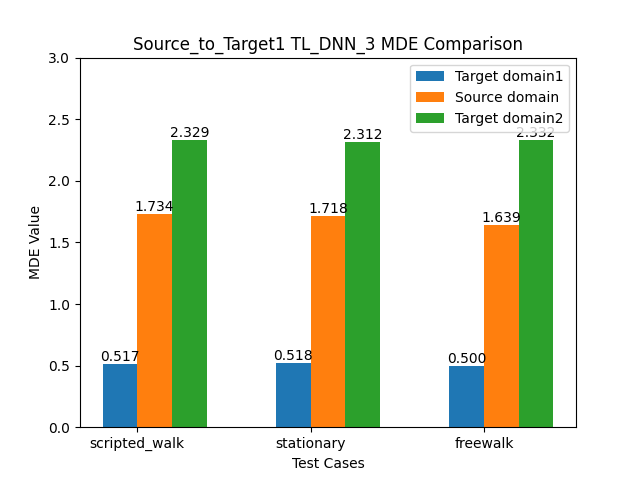 Source_to_Target1 TL_DNN_3 MDE Comparison
Target domain1
Source domain
Target domain2
MDE Value
3.0
2.5
2.0
1.5
1.0
0.5
0.0
0.517
1.734
2.329
0.518
1.718
2.312
0.500
1.639
2.332
scripted_walk
stationary
freewalk
Test Cases